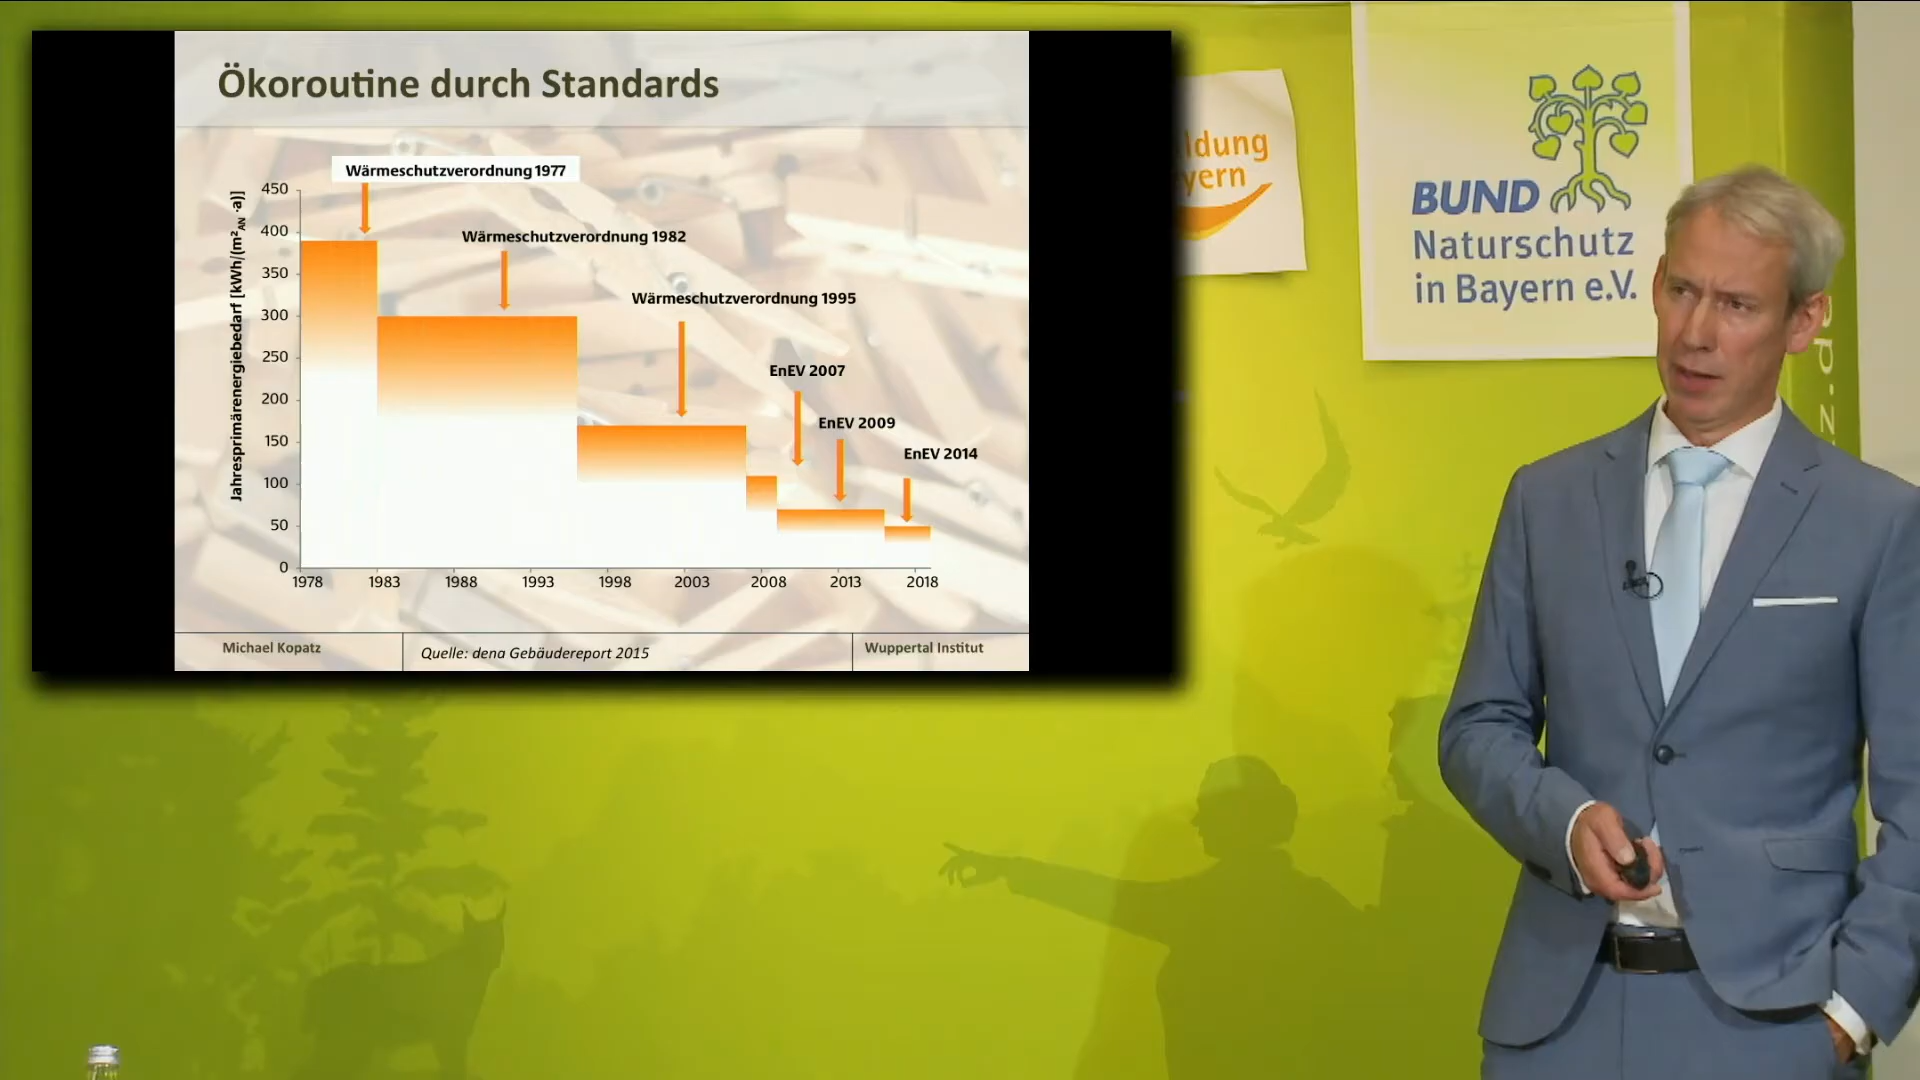 Ökoroutine durch Standards
Wärmeschutzverordnung 1977
Wärmeschutzverordnung 1982
Wärmeschutzverordnung 1995
EnEV 2007
EnEV 2009
EnEV 2014
Jahresprimärenergiebedarf [kWh/(m²AN ·a)]
450
400
350
300
250
200
150
100
50
0
1978 1983 1988 1993 1998 2003 2008 2013 2018
Michael Kopatz
Quelle: dena Gebäudereport 2015
Wuppertal Institut
ldung
yern
BUND
Naturschutz
in Bayern e.V.